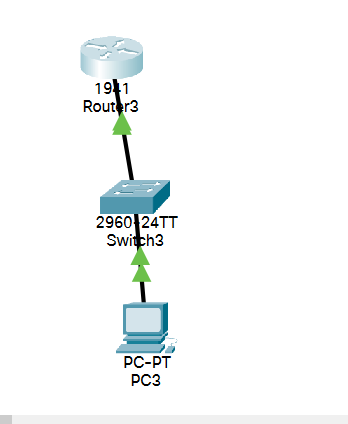 1941
Router3
2960-24TT
Switch3
PC-PT
PC3